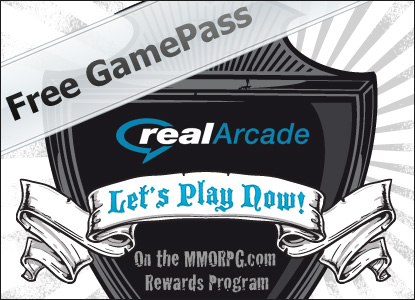 Free GamePass
realArcade
Let's Play Now!
On the MMORPG.com
Rewards Program